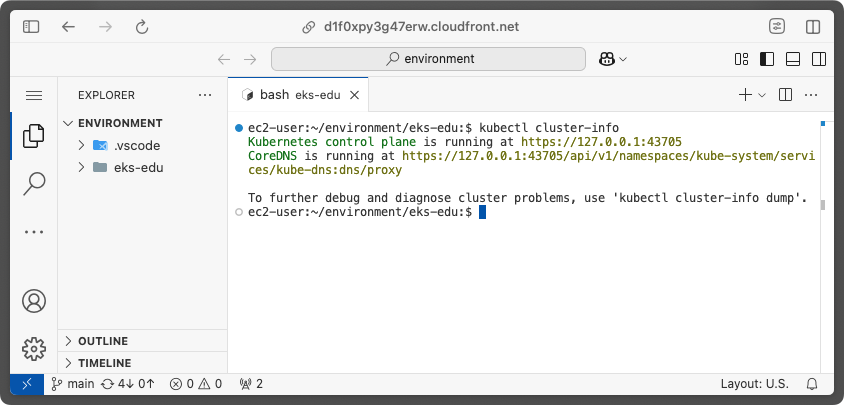 d1f0xpy3g47erw.cloudfront.net
environment
EXPLORER
bash eks-edu
ENVIRONMENT
.vscode
eks-edu
ec2-user:~/environment/eks-edu:$ kubectl cluster-info
Kubernetes control plane is running at https://127.0.0.1:43705
CoreDNS is running at https://127.0.0.1:43705/api/v1/namespaces/kube-system/servi
ces/kube-dns:dns/proxy
To further debug and diagnose cluster problems, use 'kubectl cluster-info dump'.
ec2-user:~/environment/eks-edu:$
OUTLINE
TIMELINE
main 4↓ 0↑ 0 0 2 Layout: U.S.